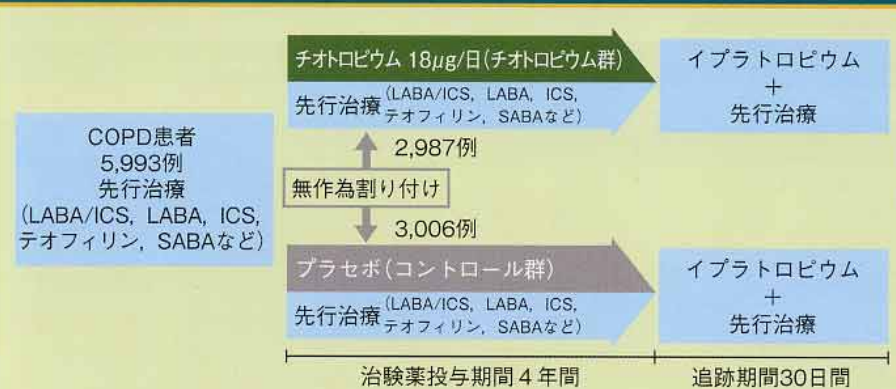 COPD患者
5,993例
先行治療
(LABA/ICS, LABA, ICS,
テオフィリン, SABAなど)
チオトロピウム 18μg/日(チオトロピウム群)
先行治療(LABA/ICS, LABA, ICS,
テオフィリン, SABAなど)
イプラトロピウム
+
先行治療
2,987例
無作為割り付け
3,006例
プラセボ(コントロール群)
先行治療(LABA/ICS, LABA, ICS,
テオフィリン, SABAなど)
イプラトロピウム
+
先行治療
治験薬投与期間4年間
追跡期間30日間